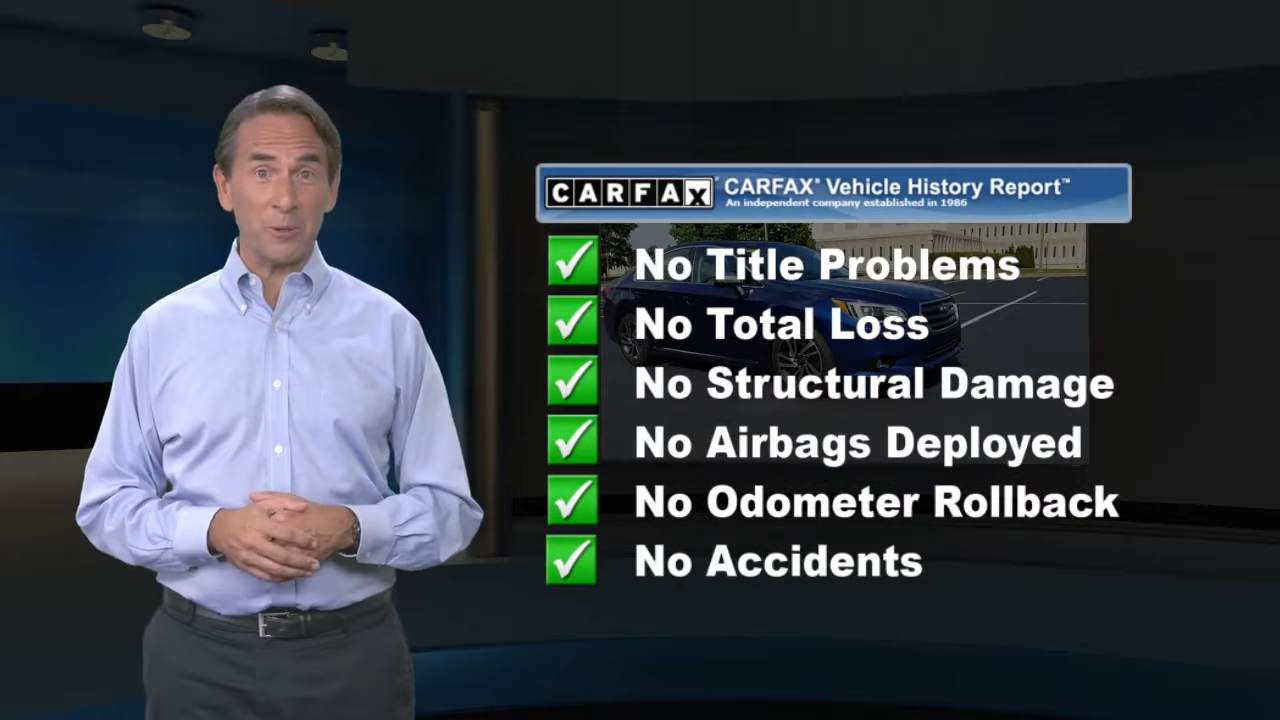 CARFAX CARFAX® Vehicle History Report™
An independent company established in 1986
No Title Problems
No Total Loss
No Structural Damage
No Airbags Deployed
No Odometer Rollback
No Accidents